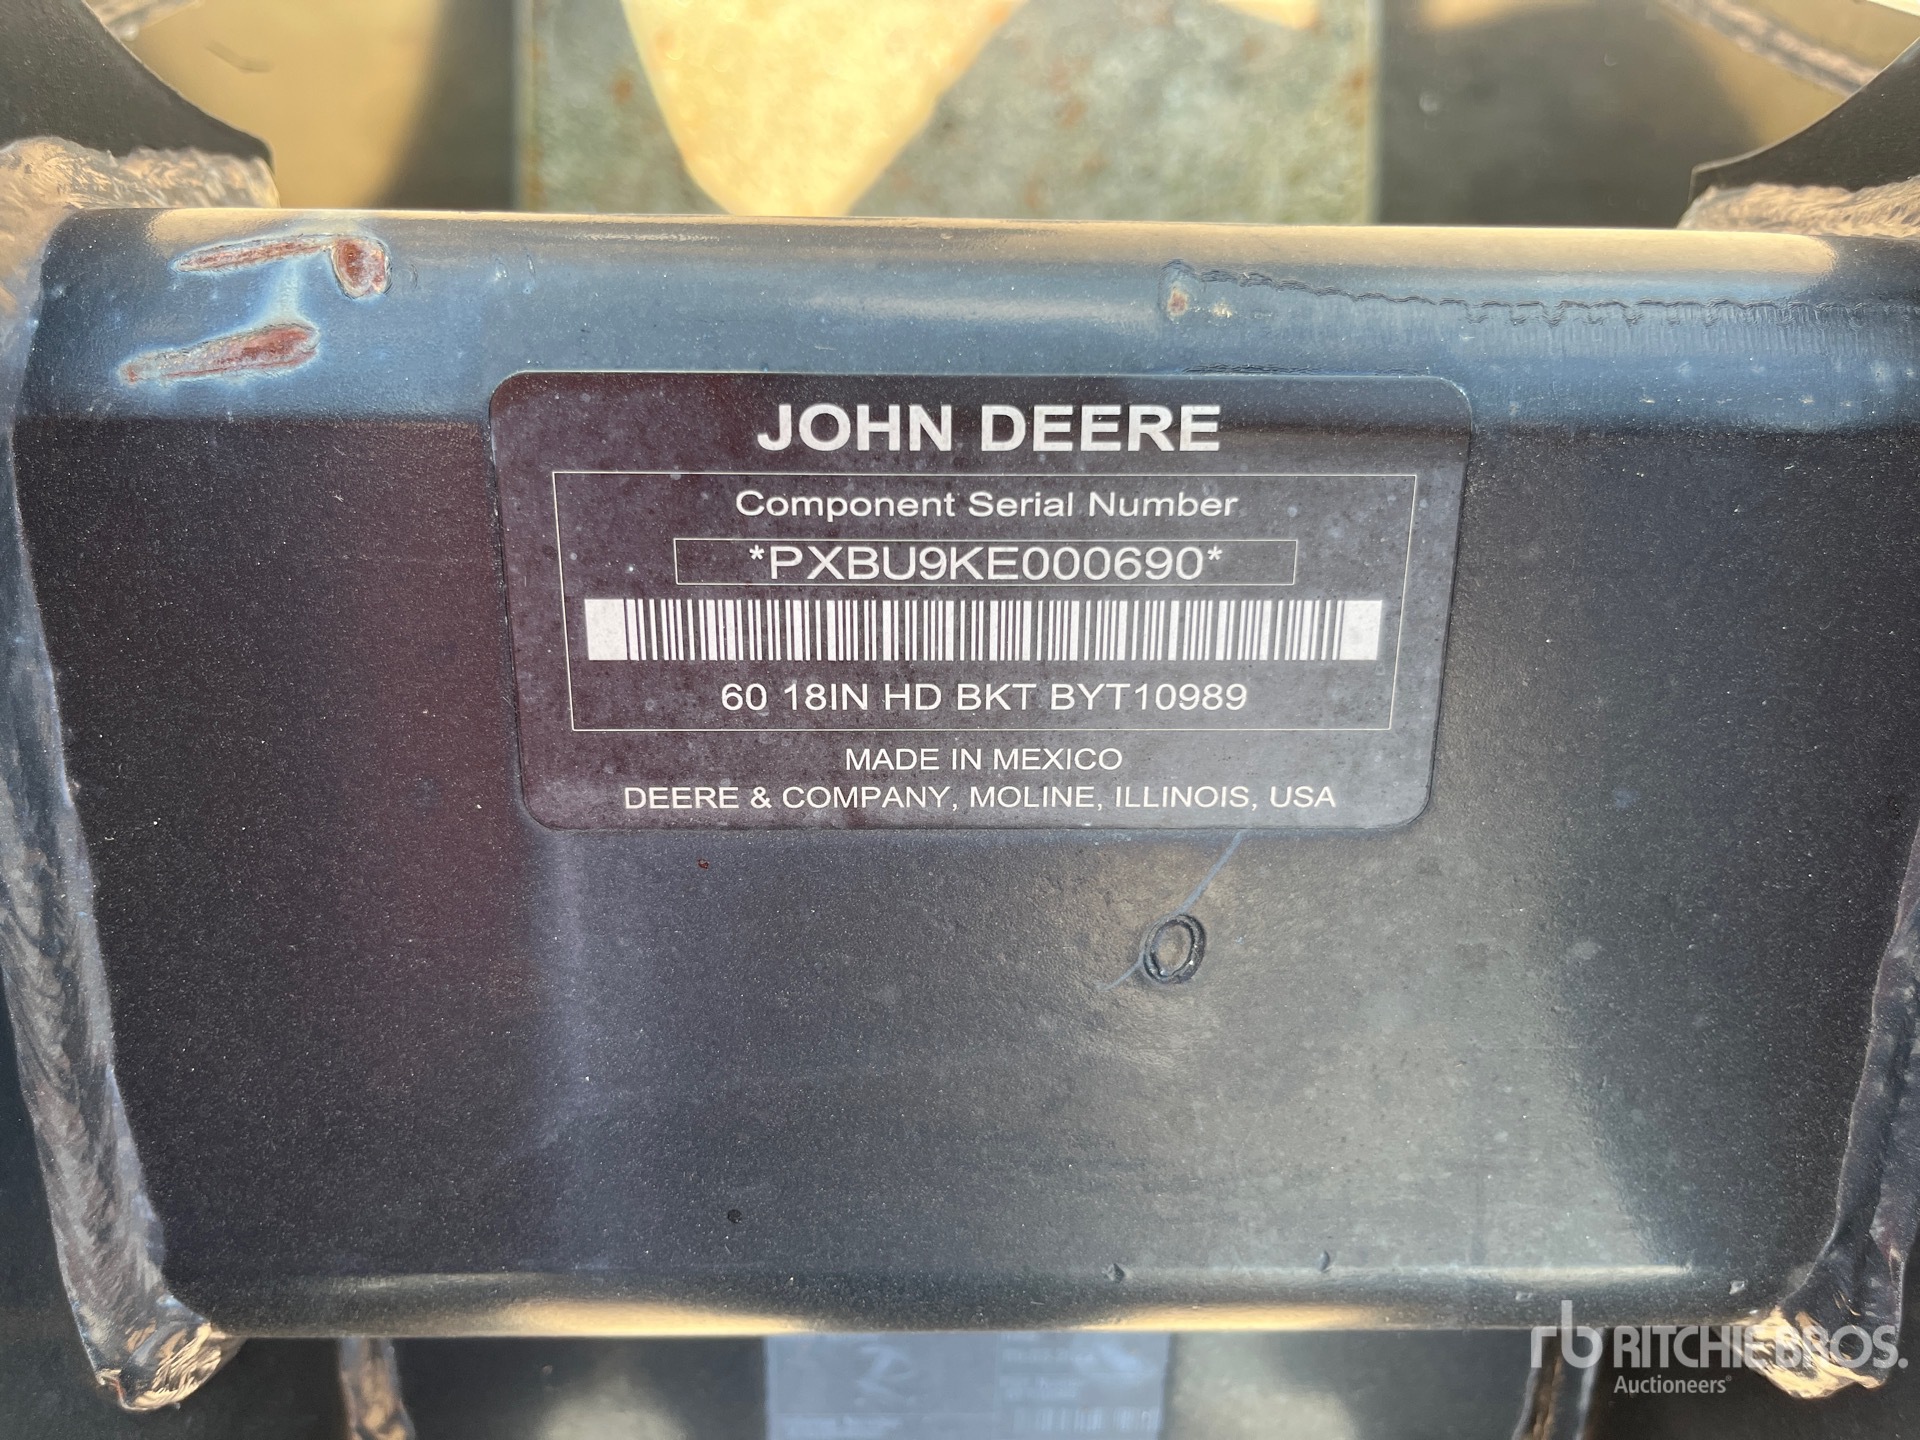 JOHN DEERE
Component Serial Number
*PXBU9KE000690*
60 18IN HD BKT BYT10989
MADE IN MEXICO
DEERE & COMPANY, MOLINE, ILLINOIS, USA
rb RITCHIE BROS.
Auctioneers